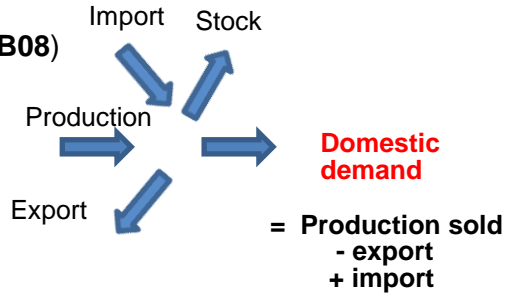 Import
Stock
B08)
Production
Domestic
demand
Export
= Production sold
- export
+ import